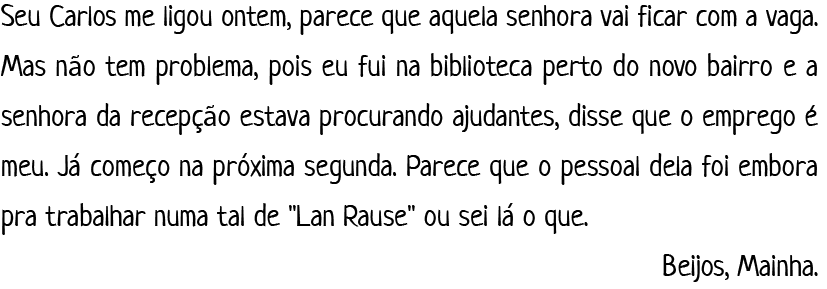 Seu Carlos me ligou ontem, parece que aquela senhora vai ficar com a vaga.
Mas não tem problema, pois eu fui na biblioteca perto do novo bairro e a
senhora da recepção estava procurando ajudantes, disse que o emprego é
meu. Já começo na próxima segunda. Parece que o pessoal dela foi embora
pra trabalhar numa tal de "Lan Rause" ou sei lá o que.
Beijos, Mainha.